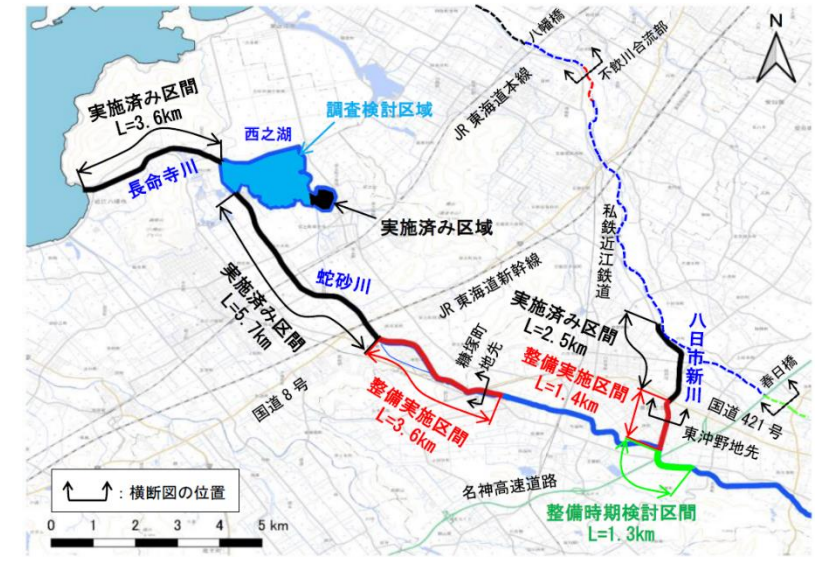 八幡橋
N
不飲川合流部
JR 東海道本線
実施済み区間
L=3.6km
調査検討区域
西之湖
長命寺川
実施済み区域
私鉄近江鉄道
蛇砂川
JR 東海道新幹線
実施済み区間
L=5.7km
実施済み区間
L=2.5km
八日市新川
糠塚町
地先
整備実施区間
L=1.4km
春日橋
国道8号
整備実施区間
L=3.6km
国道421号
東沖野地先
:横断図の位置
名神高速道路
整備時期検討区間
L=1.3km
0 1 2 3 4 5 km